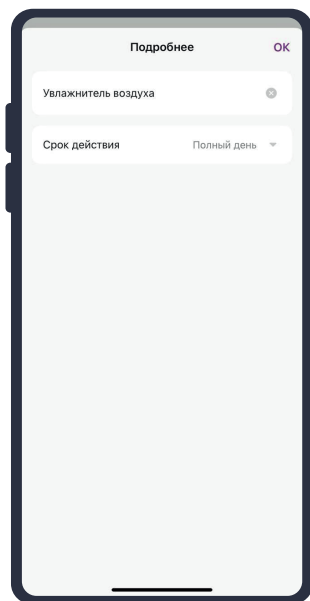 Подробнее
OK
Увлажнитель воздуха
Срок действия
Полный день